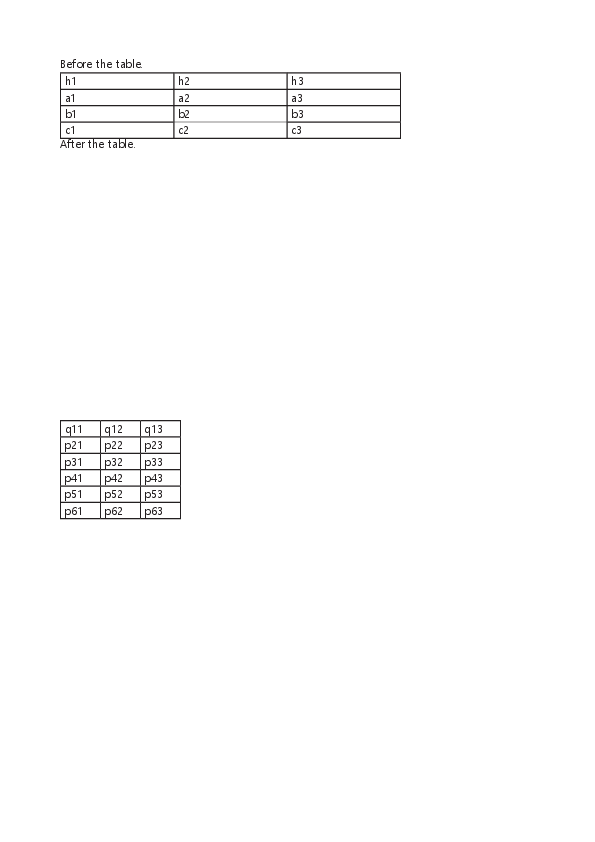 Before the table.
h1 h2 h3
a1 a2 a3
b1 b2 b3
c1 c2 c3
After the table.
q11 q12 q13
p21 p22 p23
p31 p32 p33
p41 p42 p43
p51 p52 p53
p61 p62 p63